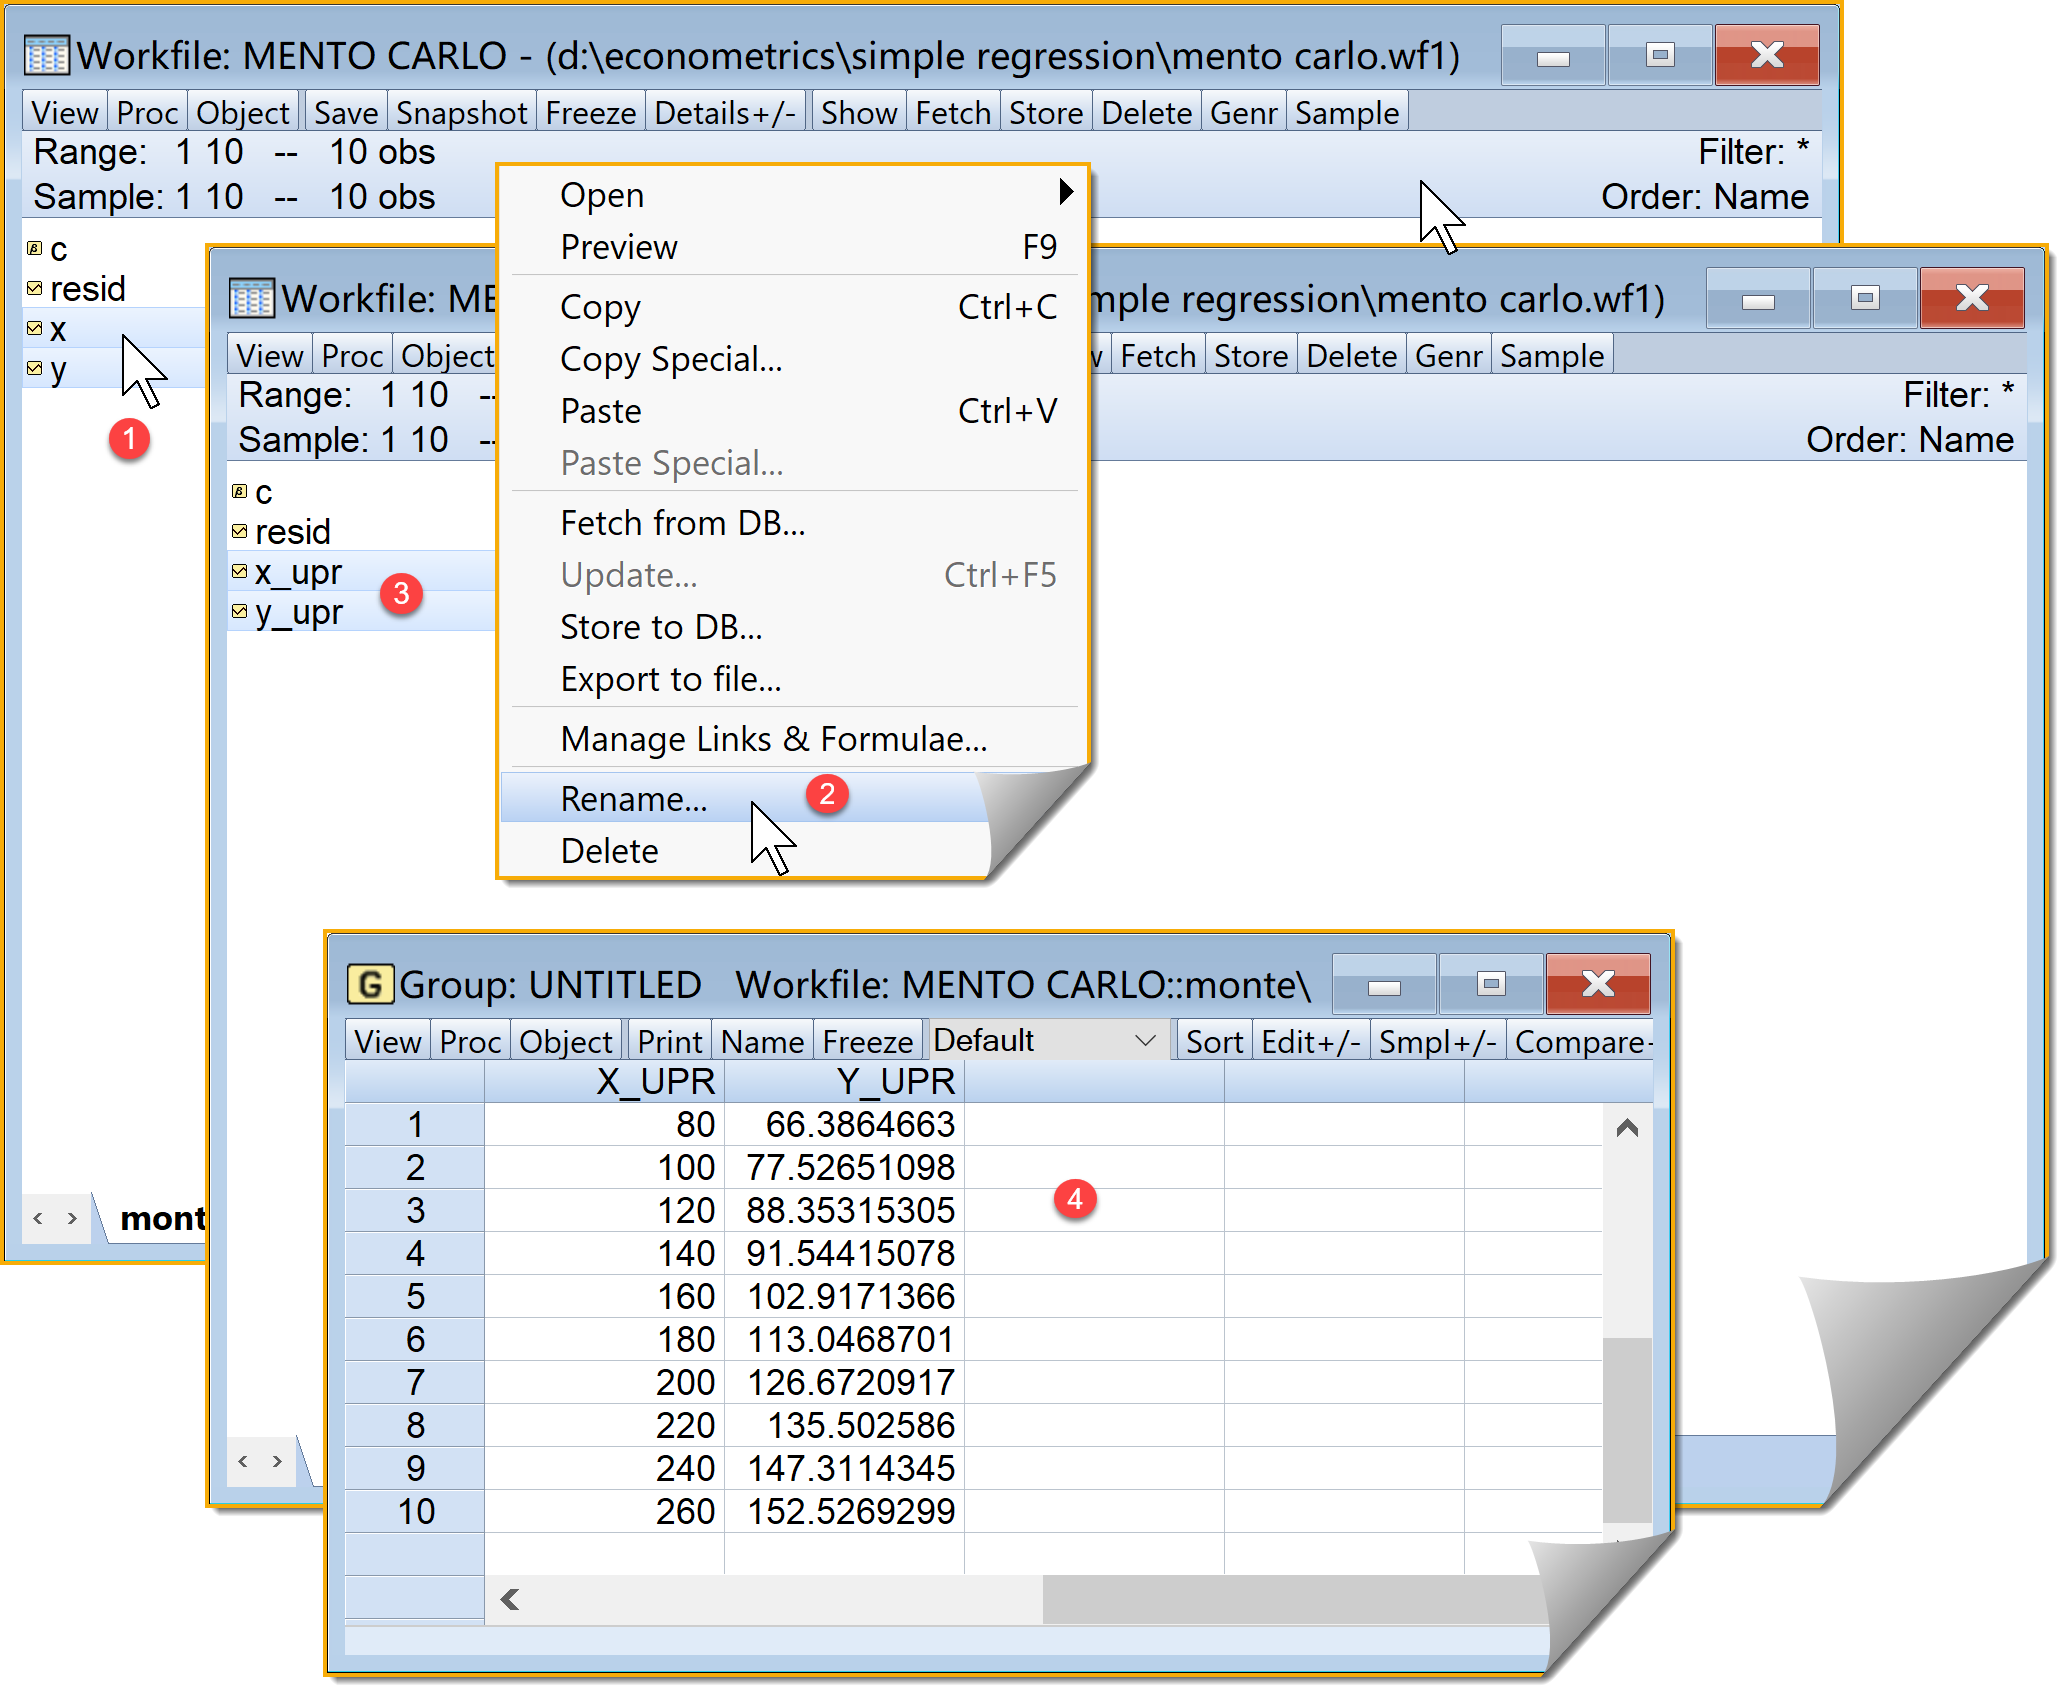 Workfile: MENTO CARLO - (d:\econometrics\simple regression\mento carlo.wf1)
View Proc Object Save Snapshot Freeze Details+/- Show Fetch Store Delete Genr Sample
Range: 1 10 -- 10 obs Filter: *
Sample: 1 10 -- 10 obs Order: Name
β c
resid
x
y
1
mont
Open
Preview F9
Copy Ctrl+C
Copy Special...
Paste Ctrl+V
Paste Special...
Fetch from DB...
Update... Ctrl+F5
Store to DB...
Export to file...
Manage Links & Formulae...
Rename... 2
Delete
Workfile: ME mple regression\mento carlo.wf1)
View Proc Object w Fetch Store Delete Genr Sample
Range: 1 10 -- Filter: *
Sample: 1 10 -- Order: Name
β c
resid
x_upr
y_upr
3
G Group: UNTITLED Workfile: MENTO CARLO::monte\
View Proc Object Print Name Freeze Default Sort Edit+/- Smpl+/- Compare-
X_UPR Y_UPR
1 80 66.3864663
2 100 77.52651098
3 120 88.35315305
4 140 91.54415078
5 160 102.9171366
6 180 113.0468701
7 200 126.6720917
8 220 135.502586
9 240 147.3114345
10 260 152.5269299
4